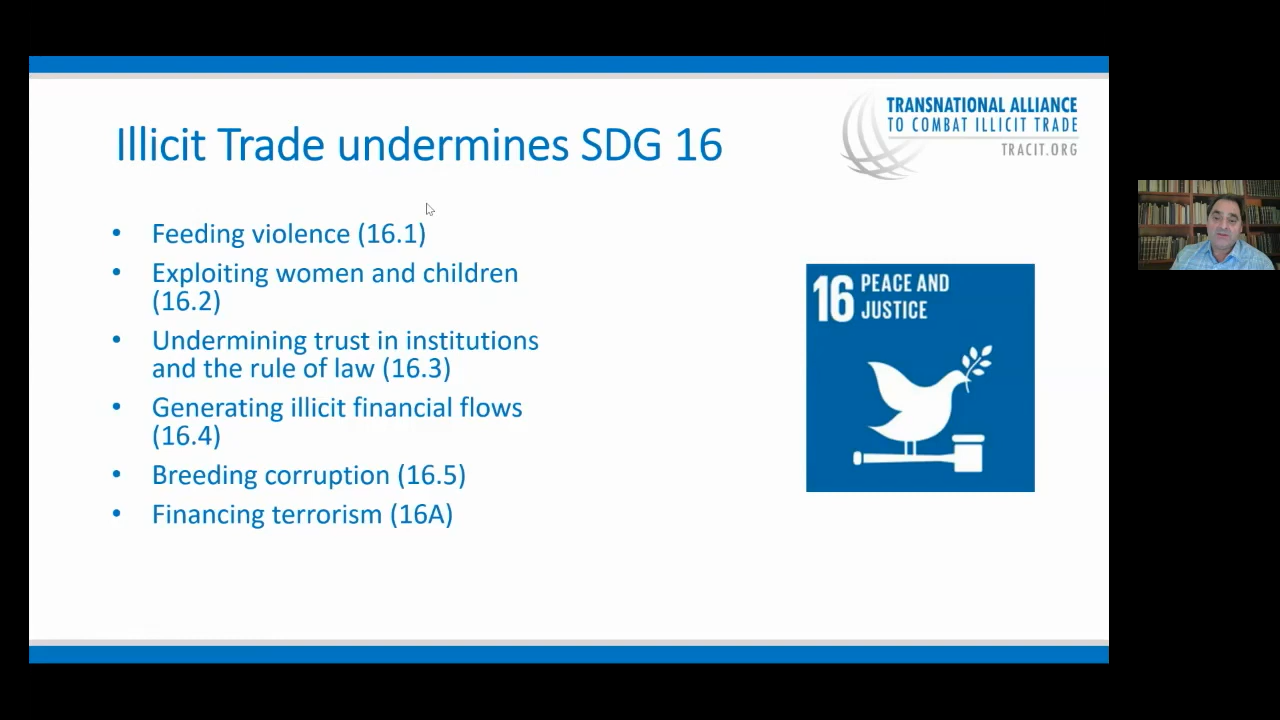 TRANSNATIONAL ALLIANCE
TO COMBAT ILLICIT TRADE
TRACIT.ORG
Illicit Trade undermines SDG 16
• Feeding violence (16.1)
• Exploiting women and children
(16.2)
• Undermining trust in institutions
and the rule of law (16.3)
• Generating illicit financial flows
(16.4)
• Breeding corruption (16.5)
• Financing terrorism (16A)
16 PEACE AND
JUSTICE